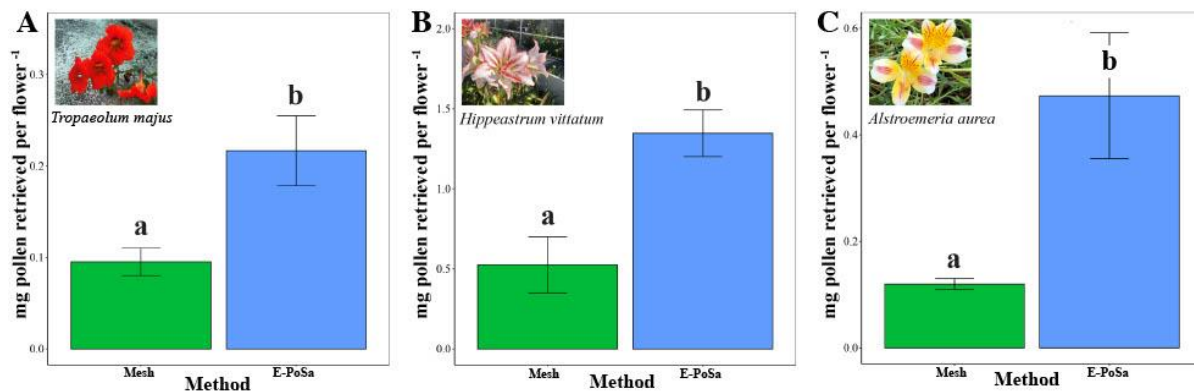 A
mg pollen retrieved per flower ⁻¹
0.3
0.2
0.1
0.0
Tropaeolum majus
a
b
Mesh
E-PoSa
Method
B
mg pollen retrieved per flower ⁻¹
2.0
1.5
1.0
0.5
0.0
Hippeastrum vittatum
a
b
Mesh
E-PoSa
Method
C
mg pollen retrieved per flower ⁻¹
0.6
0.4
0.2
0.0
Alstroemeria aurea
a
b
Mesh
E-PoSa
Method